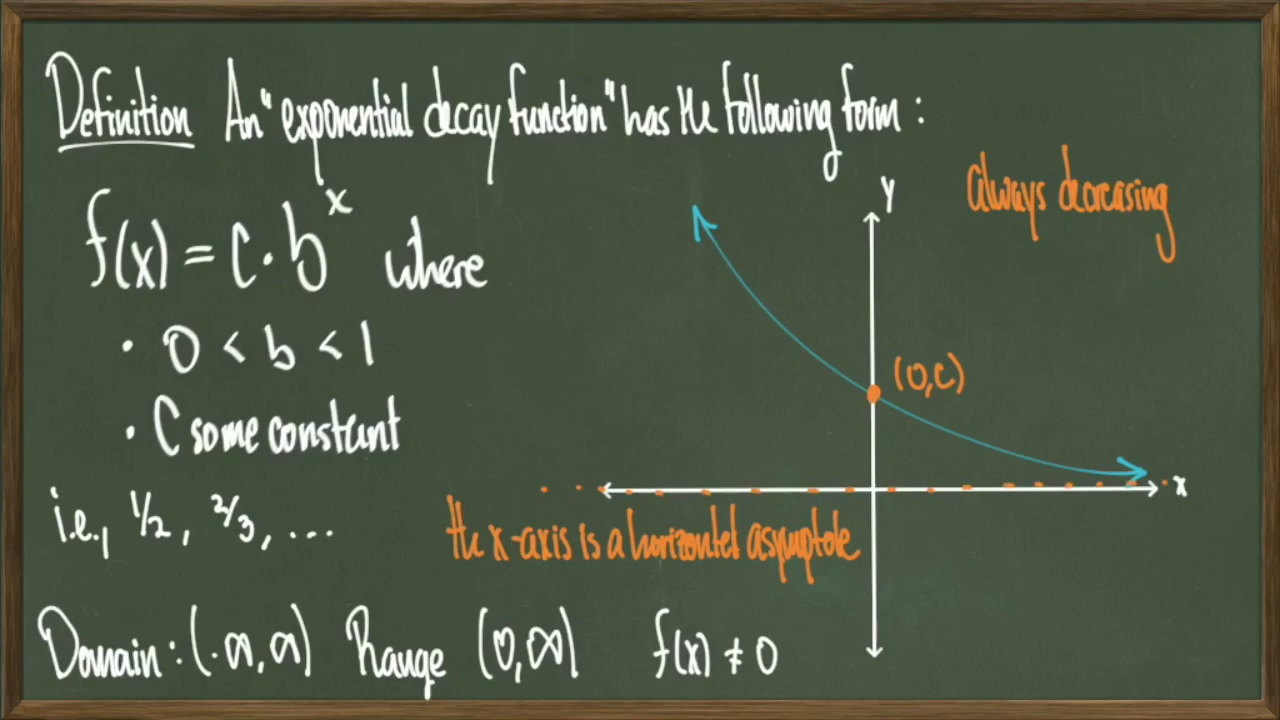 Definition An "exponential decay function" has the following form :
always decreasing
f(x) = C · b^x where
y
• 0 < b < 1
(0,C)
• C some constant
x
i.e., 1/2, 2/3, ...
the x-axis is a horizontal asymptote
Domain : (-∞, ∞) Range (0, ∞) f(x) ≠ 0